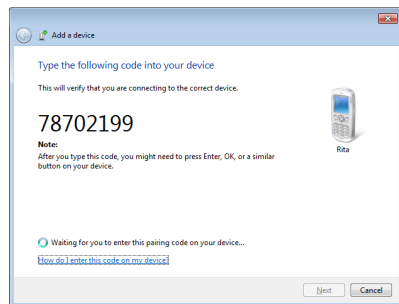 Add a device
Type the following code into your device
This will verify that you are connecting to the correct device.
78702199
Note:
After you type this code, you might need to press Enter, OK, or a similar
button on your device.
Rita
Waiting for you to enter this pairing code on your device...
How do I enter this code on my device?
Next Cancel